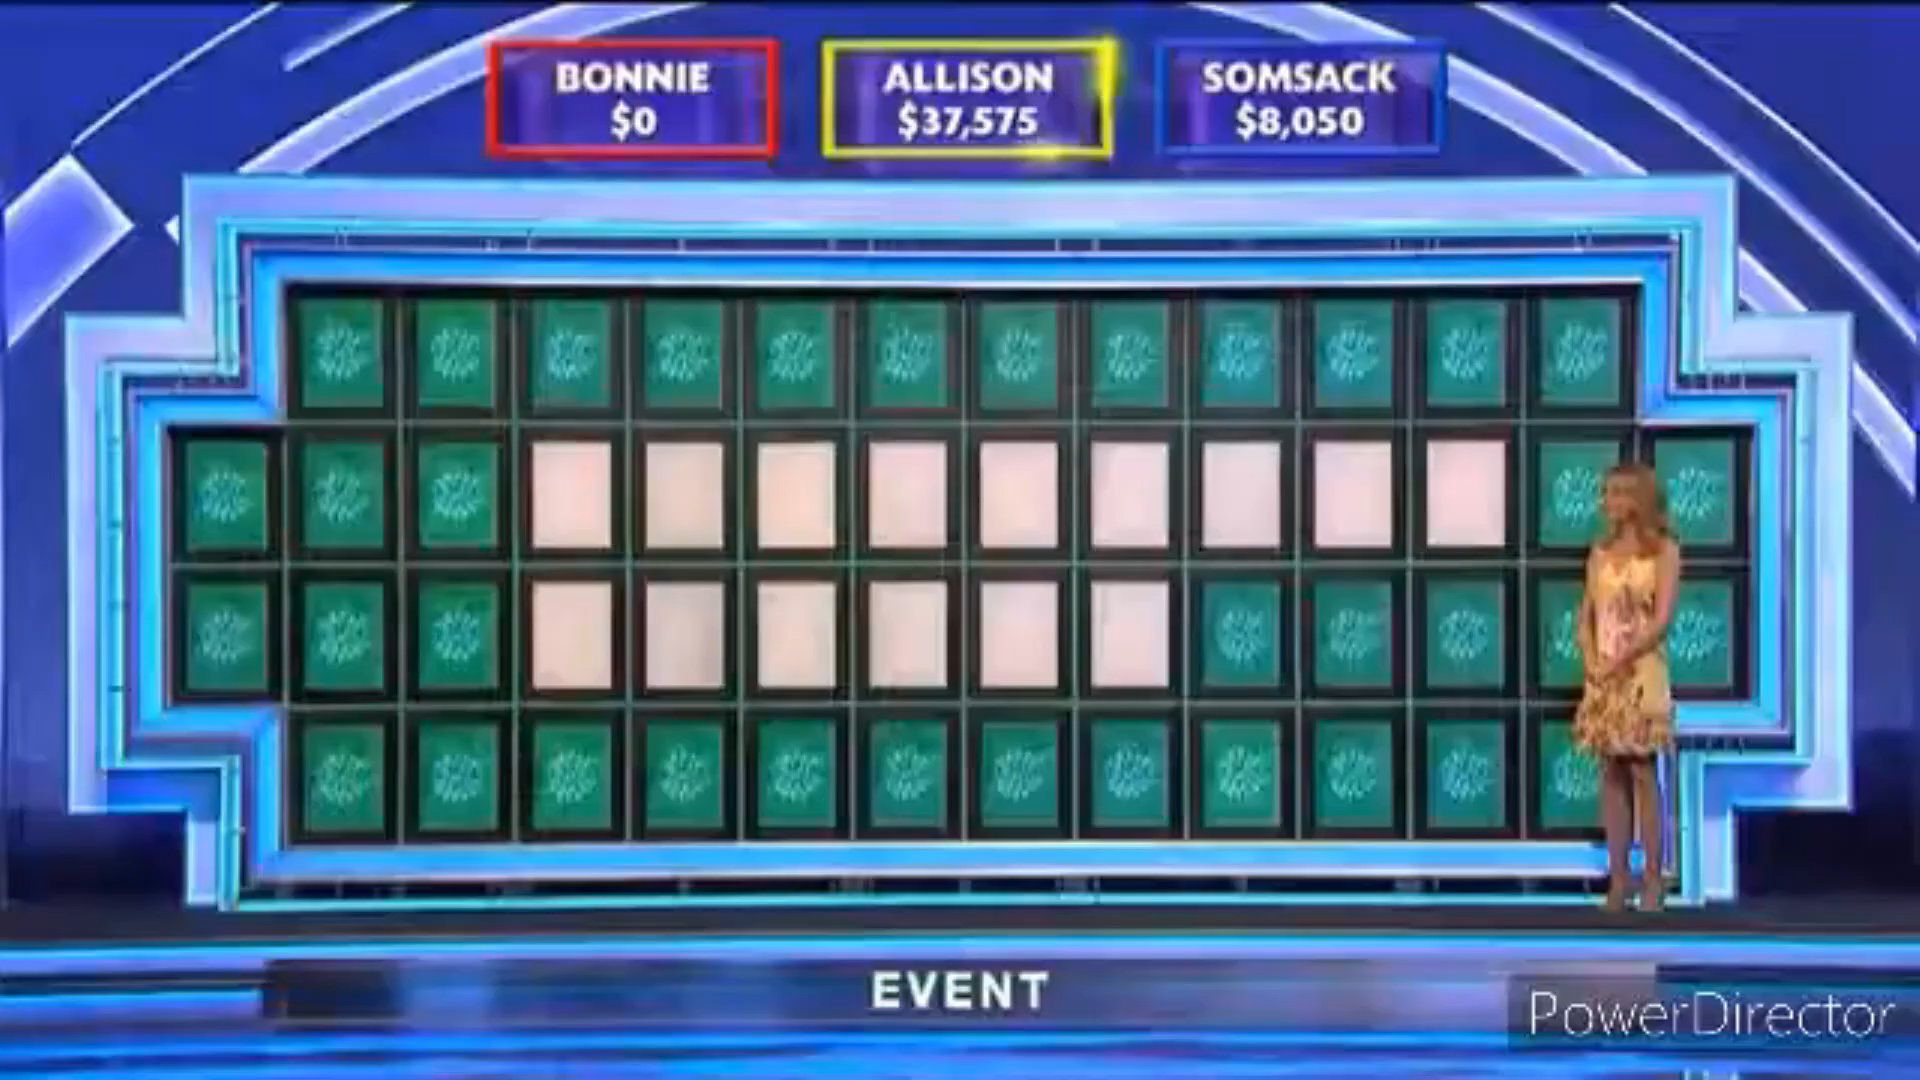 BONNIE
$0
ALLISON
$37,575
SOMSACK
$8,050
EVENT
PowerDirector